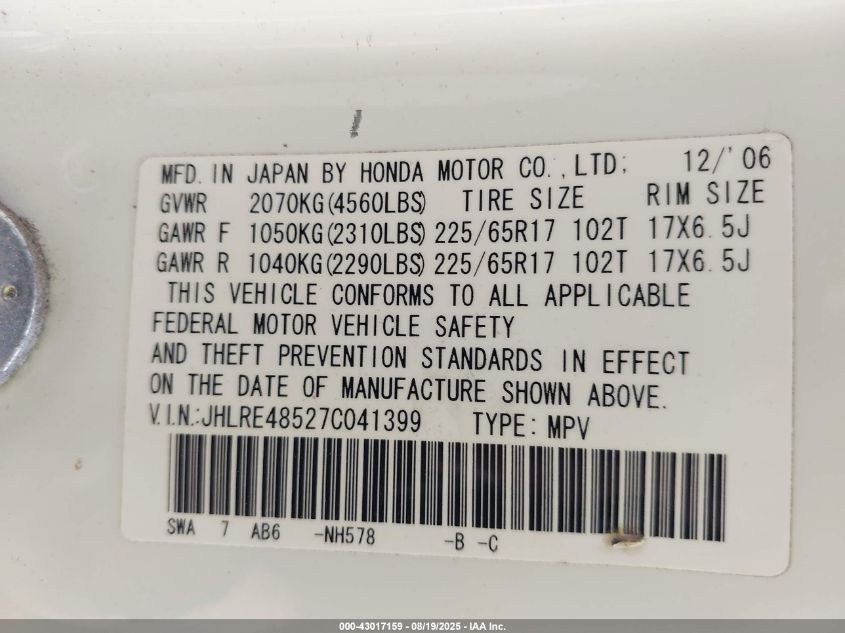 MFD. IN JAPAN BY HONDA MOTOR CO., LTD; 12/'06
GVWR 2070KG(4560LBS) TIRE SIZE RIM SIZE
GAWR F 1050KG(2310LBS) 225/65R17 102T 17X6.5J
GAWR R 1040KG(2290LBS) 225/65R17 102T 17X6.5J
THIS VEHICLE CONFORMS TO ALL APPLICABLE
FEDERAL MOTOR VEHICLE SAFETY
AND THEFT PREVENTION STANDARDS IN EFFECT
ON THE DATE OF MANUFACTURE SHOWN ABOVE.
V.I.N.:JHLRE48527C041399 TYPE: MPV
SWA 7 AB6 -NH578 -B -C
000-43017159 - 08/19/2025 - IAA Inc.